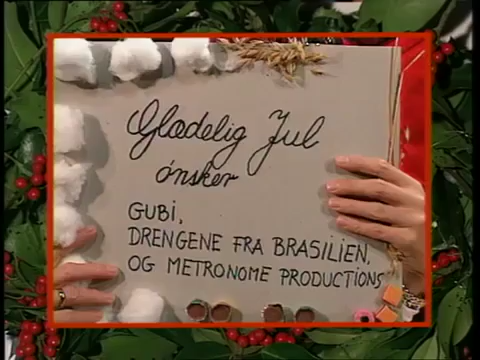 Glædelig Jul
ønsker
GUBI,
DRENGENE FRA BRASILIEN,
OG METRONOME PRODUCTIONS